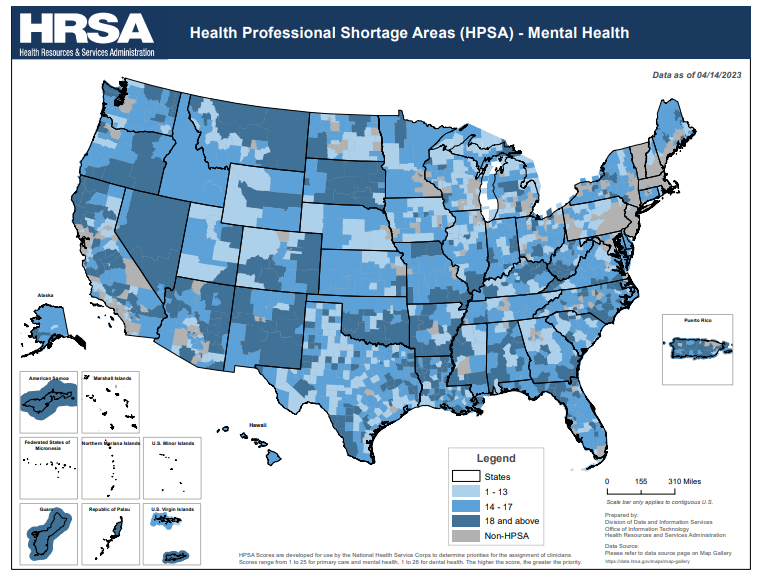 HRSA
Health Resources & Services Administration
Health Professional Shortage Areas (HPSA) - Mental Health
Data as of 04/14/2023
Alaska
Puerto Rico
American Samoa
Marshall Islands
Hawaii
Federated States of
Micronesia
Northern Mariana Islands
U.S. Minor Islands
Guam
Republic of Palau
U.S. Virgin Islands
Legend
States
1 - 13
14 - 17
18 and above
Non-HPSA
0 155 310 Miles
Scale bar only applies to contiguous U.S.
Prepared by:
Division of Data and Information Services
Office of Information Technology
Health Resources and Services Administration
Data Source:
Please refer to data source page on Map Gallery
https://data.hrsa.gov/maps/map-gallery
HPSA Scores are developed for use by the National Health Service Corps to determine priorities for the assignment of clinicians.
Scores range from 1 to 25 for primary care and mental health, 1 to 26 for dental health. The higher the score, the greater the priority.